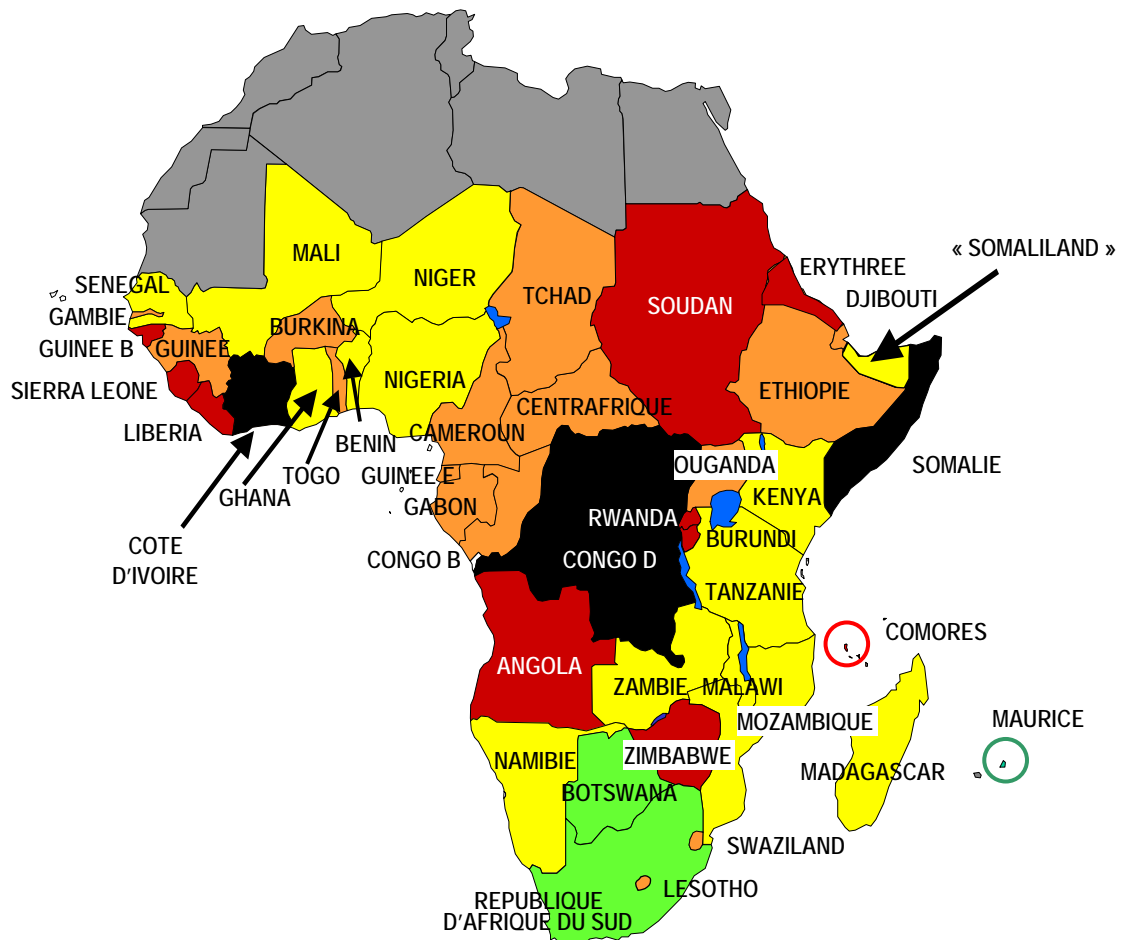 « SOMALILAND »
MALI
NIGER
ERYTHREE
SENEGAL
TCHAD
SOUDAN
DJIBOUTI
GAMBIE
BURKINA
GUINEE B
GUINEE
NIGERIA
ETHIOPIE
SIERRA LEONE
CENTRAFRIQUE
LIBERIA
CAMEROUN
BENIN
OUGANDA
SOMALIE
TOGO
GUINEE E
GHANA
KENYA
GABON
RWANDA
BURUNDI
COTE
D'IVOIRE
CONGO B
CONGO D
TANZANIE
COMORES
ANGOLA
ZAMBIE
MALAWI
MOZAMBIQUE
MAURICE
NAMIBIE
ZIMBABWE
MADAGASCAR
BOTSWANA
SWAZILAND
LESOTHO
REPUBLIQUE
D'AFRIQUE DU SUD